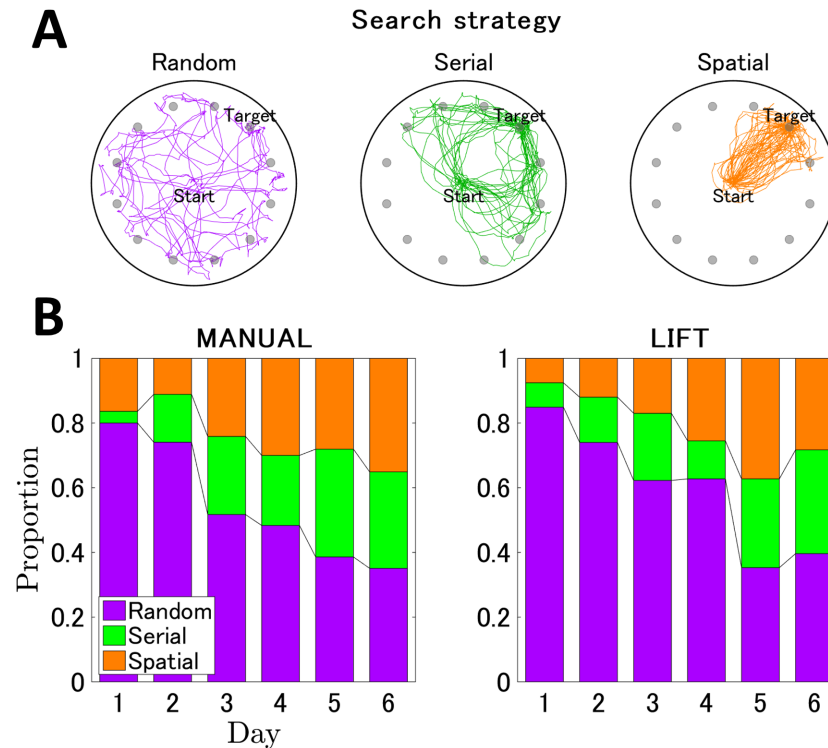 A
Search strategy
Random
Serial
Spatial
Target
Start
Target
Start
Target
Start
B
MANUAL
LIFT
Proportion
1
0.8
0.6
0.4
0.2
0
Random
Serial
Spatial
1 2 3 4 5 6
Day
1
0.8
0.6
0.4
0.2
0
1 2 3 4 5 6